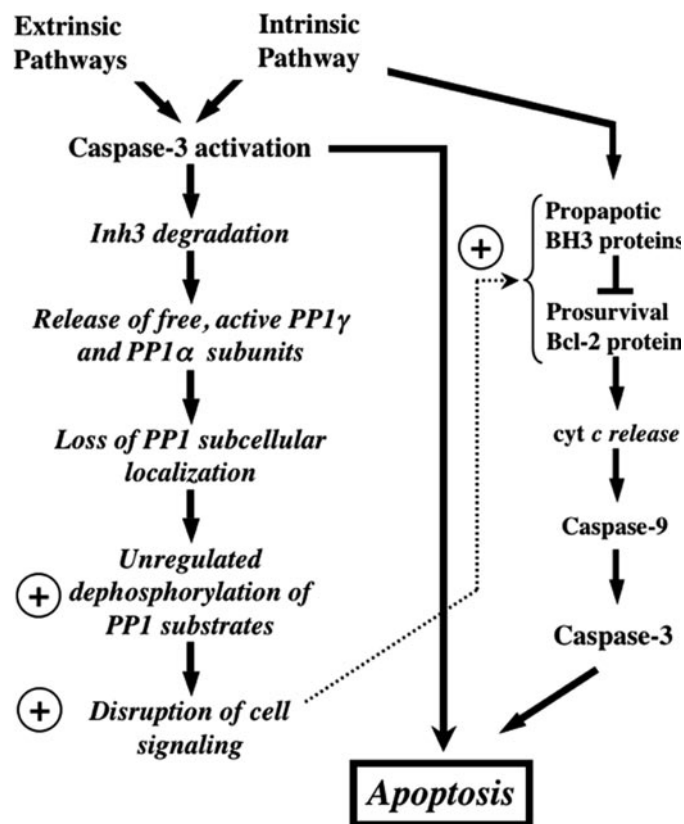 Extrinsic
Pathways
Intrinsic
Pathway
Caspase-3 activation
Inh3 degradation
Release of free, active PP1γ
and PP1α subunits
Loss of PP1 subcellular
localization
Unregulated
dephosphorylation of
PP1 substrates
+
Disruption of cell
signaling
+
+
Propapotic
BH3 proteins
Prosurvival
Bcl-2 protein
cyt c release
Caspase-9
Caspase-3
Apoptosis